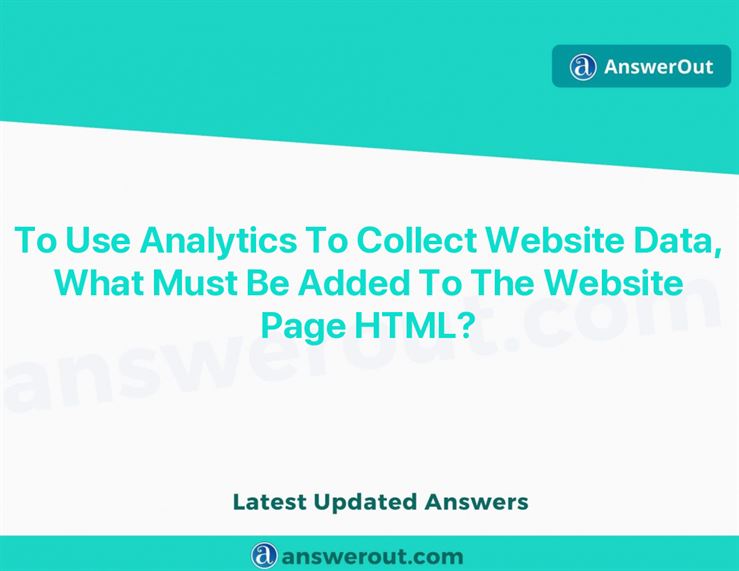 AnswerOut
To Use Analytics To Collect Website Data,
What Must Be Added To The Website
Page HTML?
answerout.com
Latest Updated Answers
answerout.com